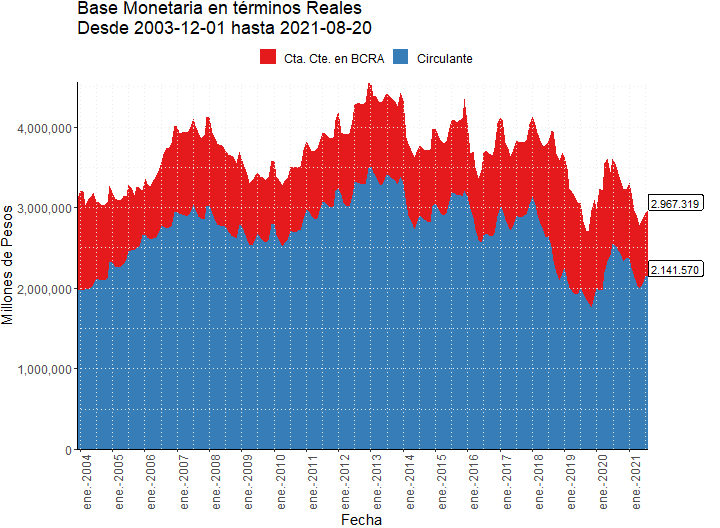 Base Monetaria en términos Reales
Desde 2003-12-01 hasta 2021-08-20
Cta. Cte. en BCRA
Circulante
Millones de Pesos
4,000,000
3,000,000
2,000,000
1,000,000
0
2.967.319
2.141.570
ene.-2004
ene.-2005
ene.-2006
ene.-2007
ene.-2008
ene.-2009
ene.-2010
ene.-2011
ene.-2012
ene.-2013
ene.-2014
ene.-2015
ene.-2016
ene.-2017
ene.-2018
ene.-2019
ene.-2020
ene.-2021
Fecha